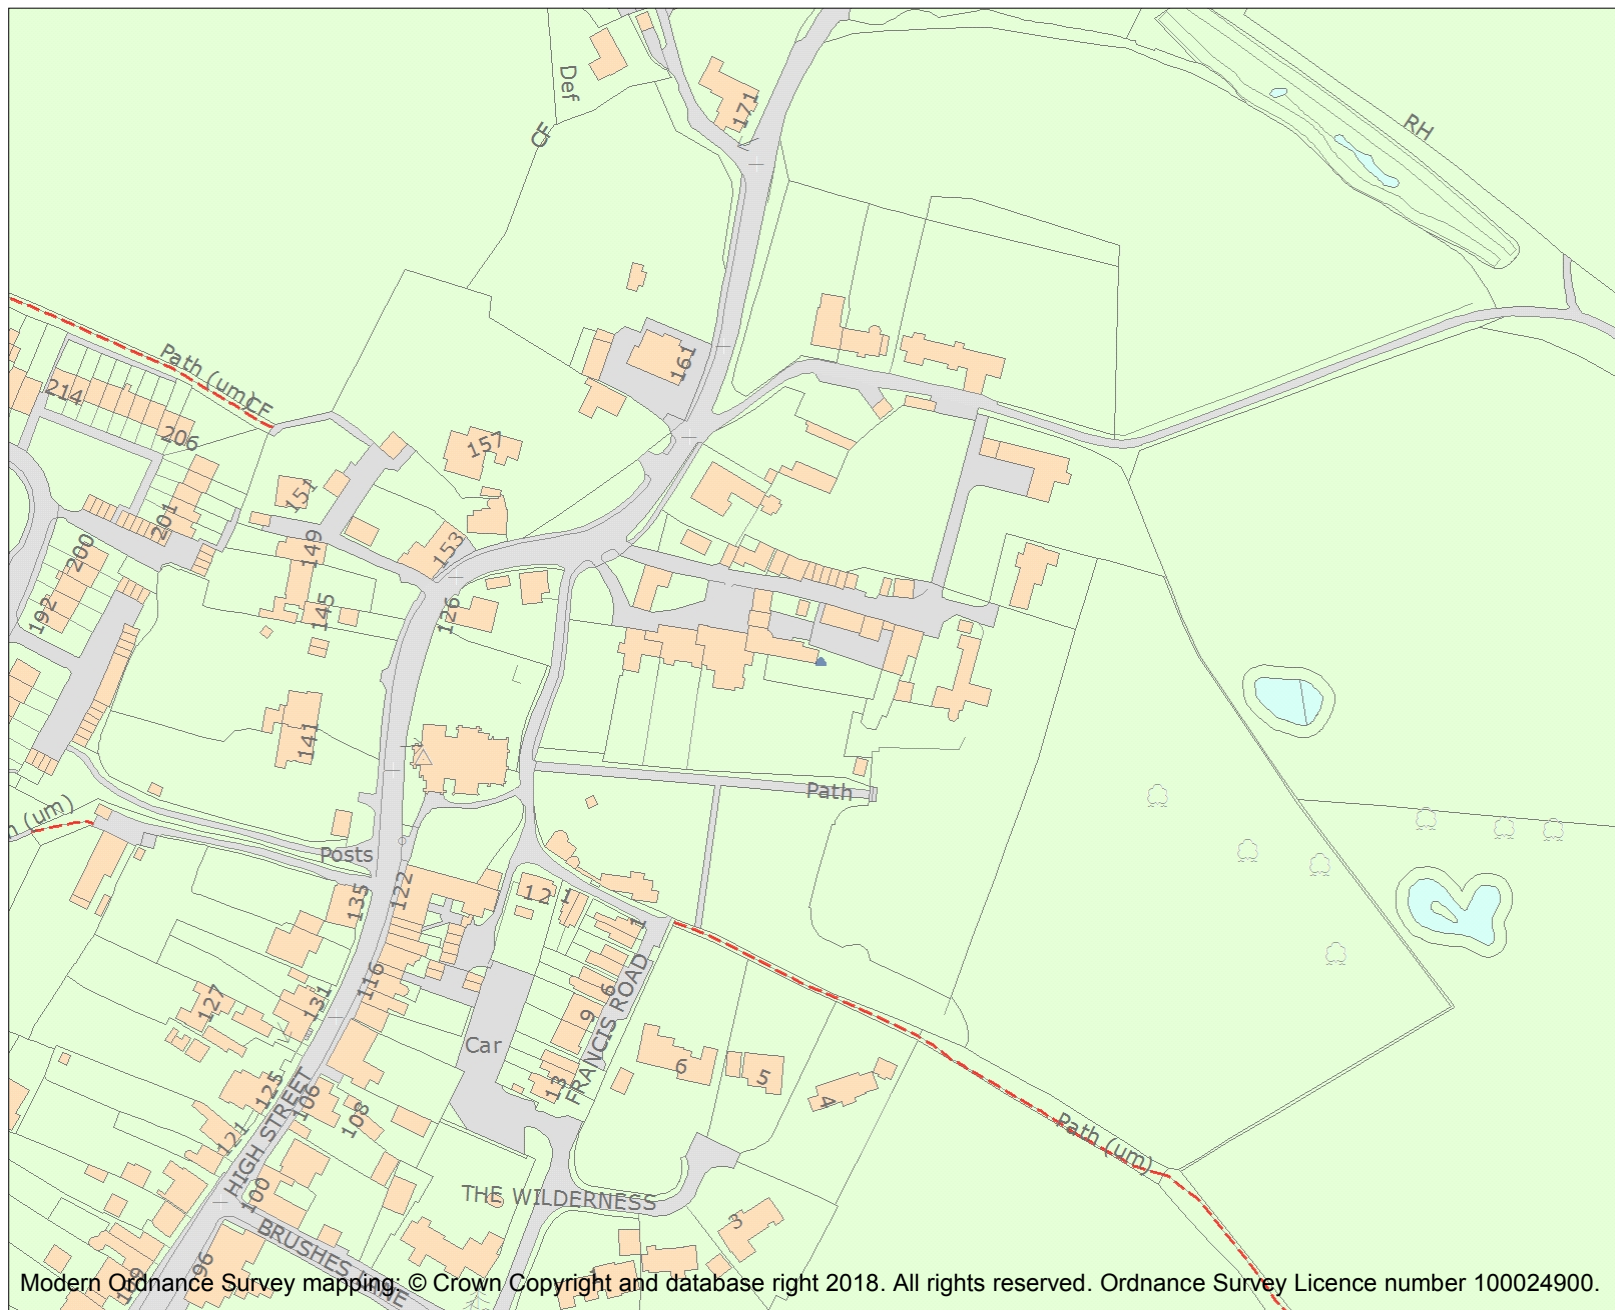 Def
171
CF
RH
Path (um)
CF
161
214
206
157
151
201
149
153
200
192
145
126
141
Path
(um)
Posts
122
135
1 2
1
1
FRANCIS ROAD
116
6
127
131
9
Car
6
5
13
4
125
106
108
HIGH STREET
121
Path (um)
100
THE WILDERNESS
3
BRUSHES LANE
96
Modern Ordnance Survey mapping: © Crown Copyright and database right 2018. All rights reserved. Ordnance Survey Licence number 100024900.